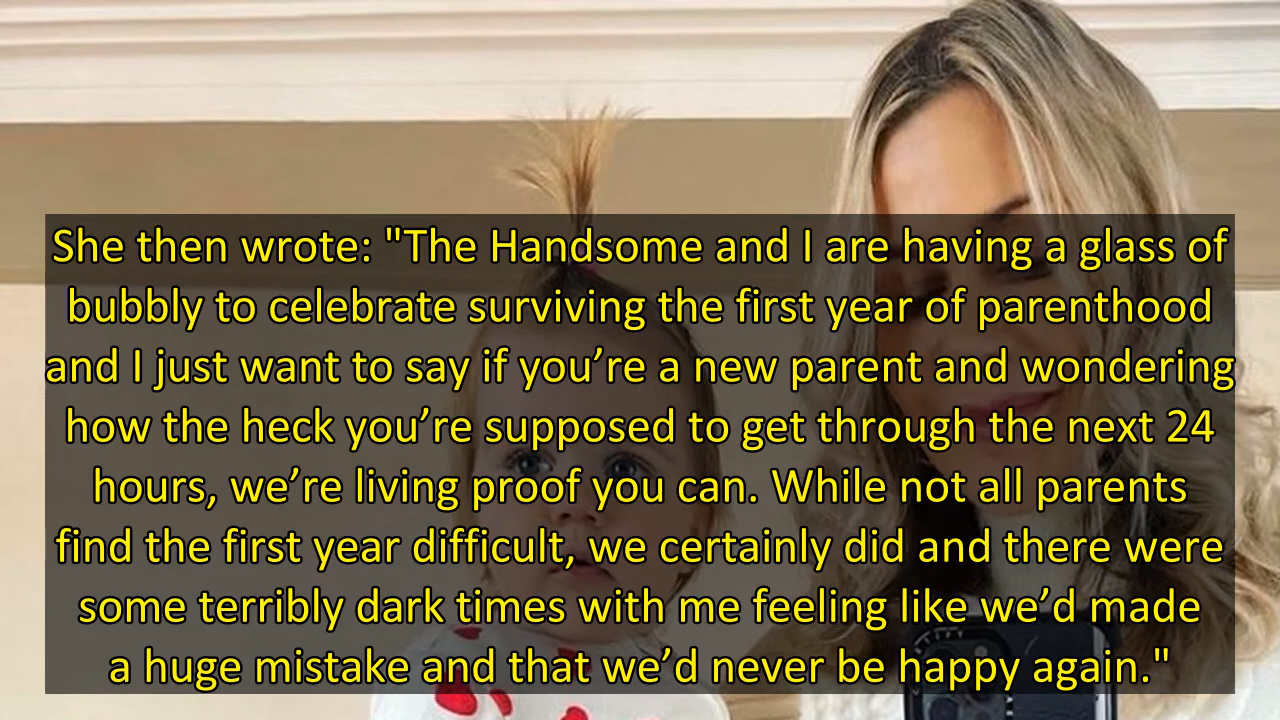 She then wrote: "The Handsome and I are having a glass of
bubbly to celebrate surviving the first year of parenthood
and I just want to say if you’re a new parent and wondering
how the heck you’re supposed to get through the next 24
hours, we’re living proof you can. While not all parents
find the first year difficult, we certainly did and there were
some terribly dark times with me feeling like we’d made
a huge mistake and that we’d never be happy again."